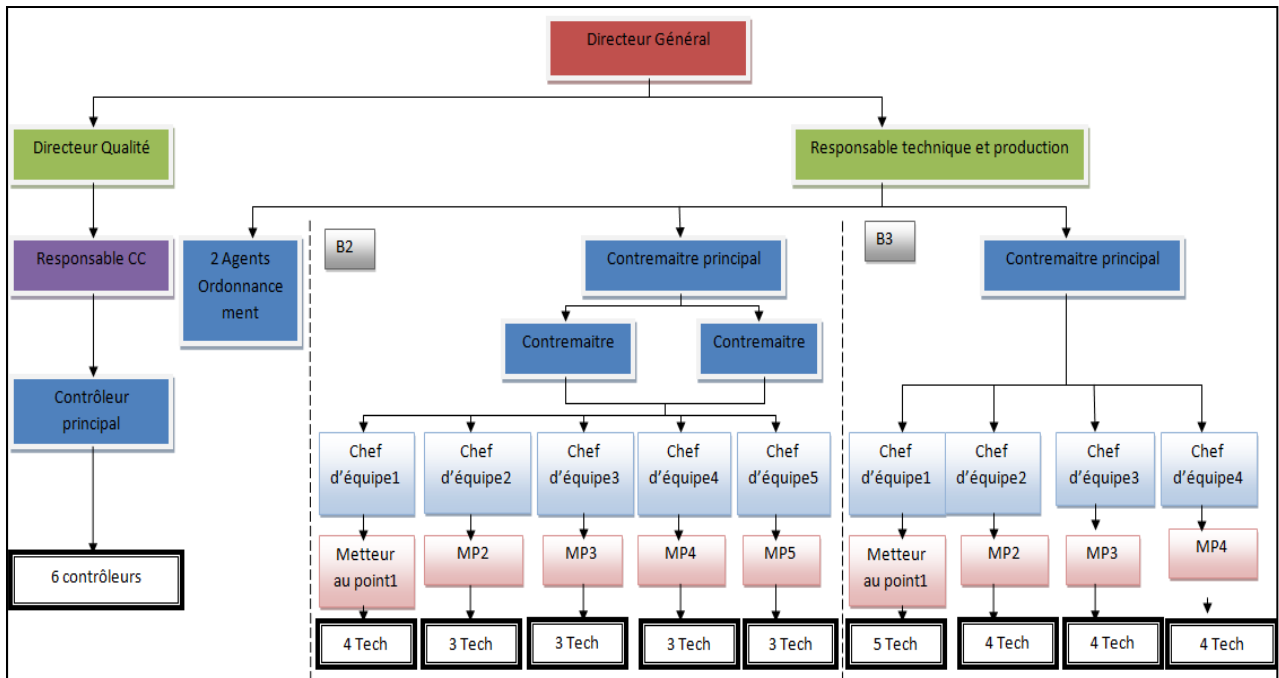 Directeur Général
Directeur Qualité
Responsable technique et production
Responsable CC
2 Agents
Ordonnance
ment
B2
Contremaitre principal
B3
Contremaitre principal
Contremaitre
Contremaitre
Contrôleur
principal
Chef
d'équipe1
Chef
d'équipe2
Chef
d'équipe3
Chef
d'équipe4
Chef
d'équipe5
Chef
d'équipe1
Chef
d'équipe2
Chef
d'équipe3
Chef
d'équipe4
6 contrôleurs
Metteur
au point1
MP2
MP3
MP4
MP5
Metteur
au point1
MP2
MP3
MP4
4 Tech
3 Tech
3 Tech
3 Tech
3 Tech
5 Tech
4 Tech
4 Tech
4 Tech